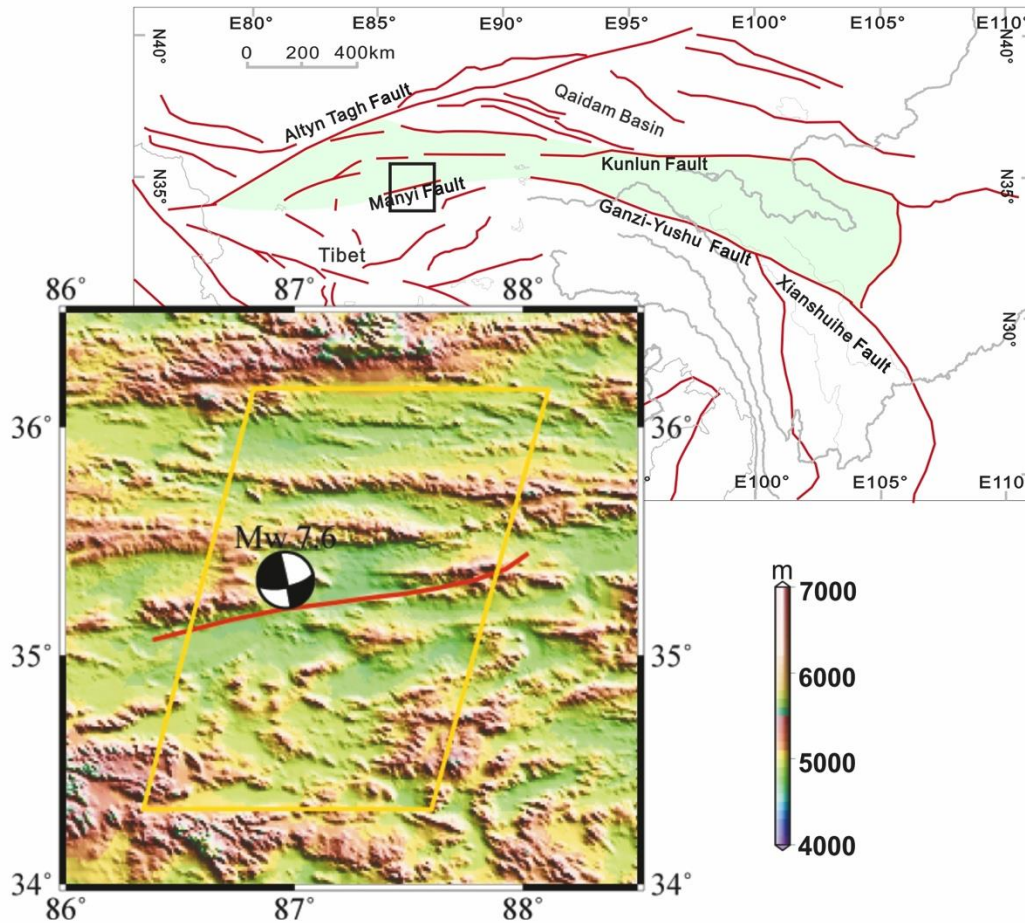 E80° E85° E90° E95° E100° E105° E110°
N40°
N40°
0 200 400km
Altyn Tagh Fault
Qaidam Basin
Kunlun Fault
N35°
N35°
Manyi Fault
Ganzi-Yushu Fault
Tibet
Xianshuihe Fault
N30°
86° 87° 88°
36° 36°
E100° E105° E110°
Mw 7.6
m
7000
35° 35°
6000
5000
4000
34° 34°
86° 87° 88°